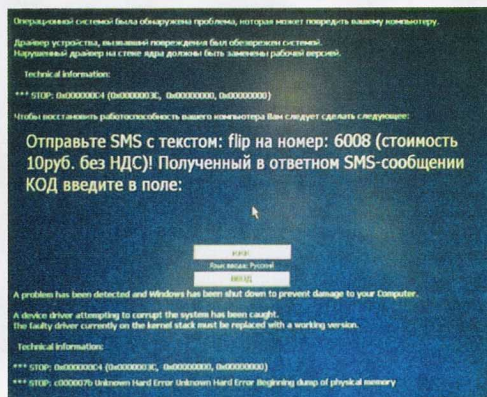 Операционной системой была обнаружена проблема, которая может повредить вашему компьютеру.
Драйвер устройства, вызвавший повреждения был обезврежен системой.
Нарушенный драйвер на стеке ядра должны быть заменены рабочей версией.
Technical information:
*** STOP: 0x000000C4 (0x0000003C, 0x00000000, 0x00000000)
Чтобы восстановить работоспособность вашего компьютера Вам следует сделать следующее:
Отправьте SMS с текстом: flip на номер: 6008 (стоимость
10руб. без НДС)! Полученный в ответном SMS-сообщении
КОД введите в поле:
Язык ввода: Русский
ВВОД
A problem has been detected and Windows has been shut down to prevent damage to your Computer.
A device driver attempting to corrupt the system has been caught.
The faulty driver currently on the kernel stack must be replaced with a working version.
Technical information:
*** STOP: 0x000000C4 (0x0000003C, 0x00000000, 0x00000000)
*** STOP: c000007b Unknown Hard Error Unknown Hard Error Beginning dump of physical memory